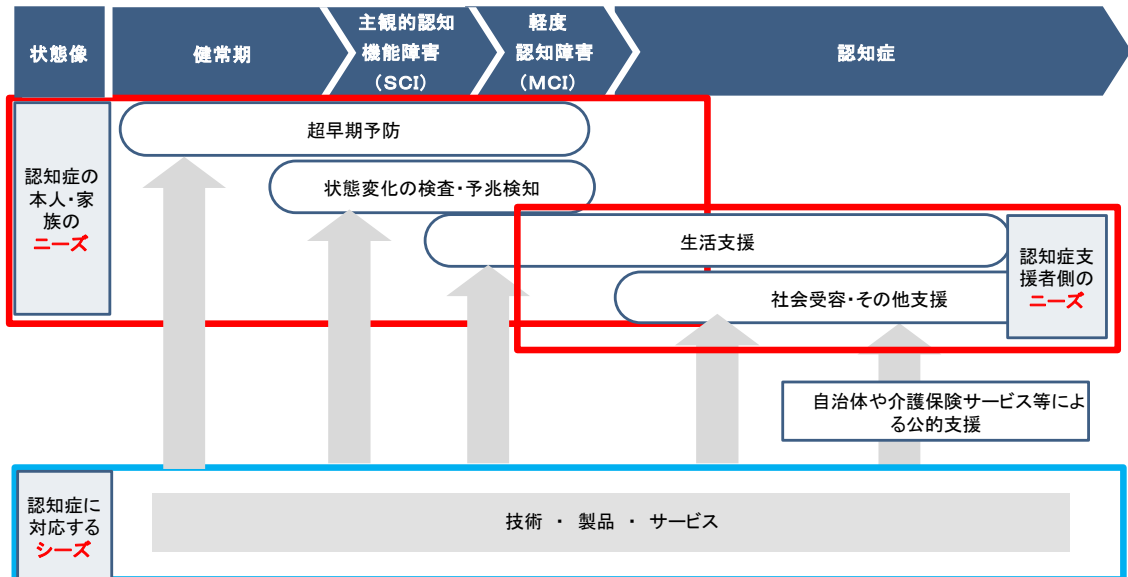 状態像
健常期
主観的認知
機能障害
（SCI）
軽度
認知障害
（MCI）
認知症
認知症の
本人・家
族の
ニーズ
超早期予防
状態変化の検査・予兆検知
生活支援
社会受容・その他支援
認知症支
援者側の
ニーズ
自治体や介護保険サービス等によ
る公的支援
認知症に
対応する
シーズ
技術 ・ 製品 ・ サービス